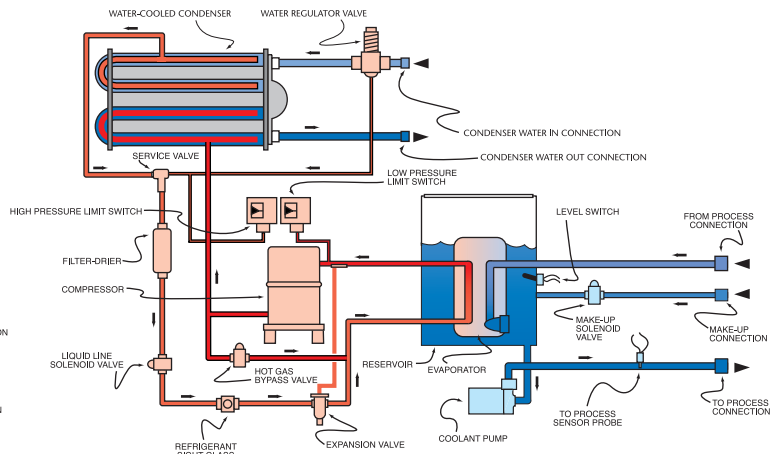 WATER-COOLED CONDENSER
WATER REGULATOR VALVE
CONDENSER WATER IN CONNECTION
CONDENSER WATER OUT CONNECTION
SERVICE VALVE
LOW PRESSURE
LIMIT SWITCH
HIGH PRESSURE LIMIT SWITCH
LEVEL SWITCH
FROM PROCESS
CONNECTION
FILTER-DRIER
COMPRESSOR
MAKE-UP
SOLENOID
VALVE
MAKE-UP
CONNECTION
ON
LIQUID LINE
SOLENOID VALVE
HOT GAS
BYPASS VALVE
RESERVOIR
EVAPORATOR
N
REFRIGERANT
EXPANSION VALVE
COOLANT PUMP
TO PROCESS
SENSOR PROBE
TO PROCESS
CONNECTION